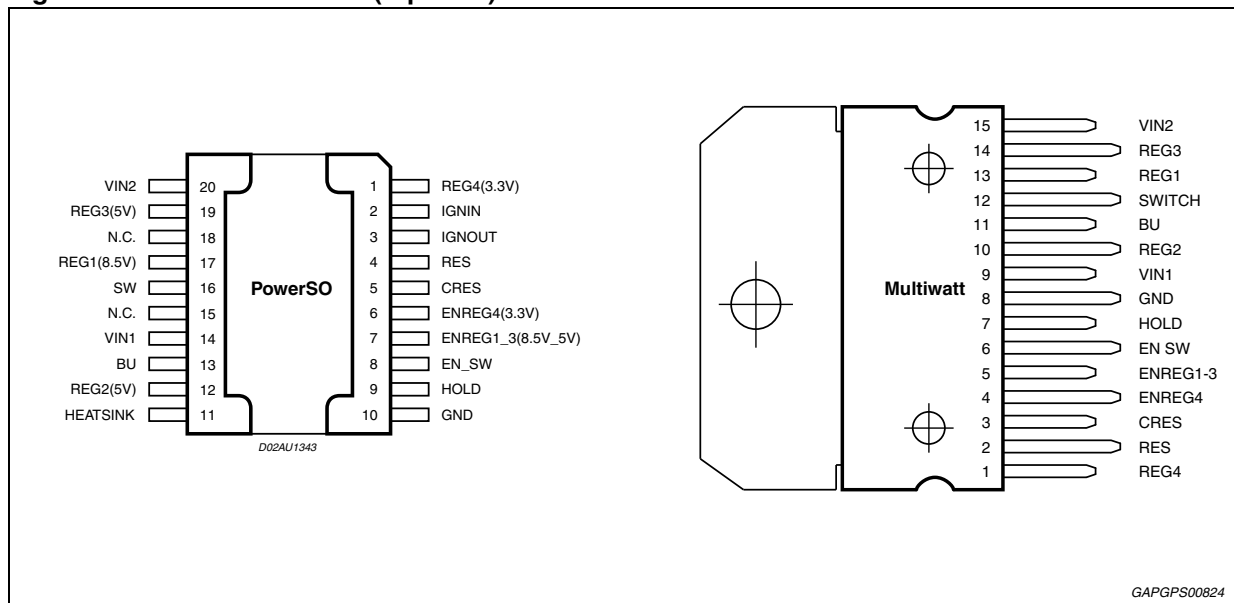 VIN2 20 1 REG4(3.3V)
REG3(5V) 19 2 IGNIN
N.C. 18 3 IGNOUT
REG1(8.5V) 17 4 RES
SW 16 PowerSO 5 CRES
N.C. 15 6 ENREG4(3.3V)
VIN1 14 7 ENREG1_3(8.5V_5V)
BU 13 8 EN_SW
REG2(5V) 12 9 HOLD
HEATSINK 11 10 GND
D02AU1343
15 VIN2
14 REG3
13 REG1
12 SWITCH
11 BU
10 REG2
9 VIN1
Multiwatt
8 GND
7 HOLD
6 EN SW
5 ENREG1-3
4 ENREG4
3 CRES
2 RES
1 REG4
GAPGPS00824